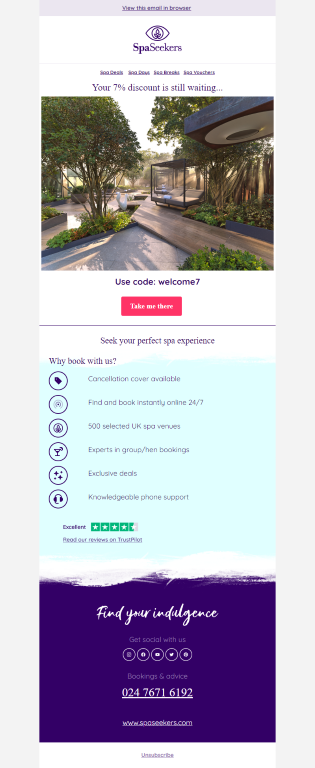 View this email in browser
SpaSeekers
Spa Deals Spa Days Spa Breaks Spa Vouchers
Your 7% discount is still waiting...
Use code: welcome7
Take me there
Seek your perfect spa experience
Why book with us?
Cancellation cover available
Find and book instantly online 24/7
500 selected UK spa venues
Experts in group/hen bookings
Exclusive deals
Knowledgeable phone support
Excellent
Read our reviews on TrustPilot
Find your indulgence
Get social with us
Bookings & advice
024 7671 6192
www.spaseekers.com
Unsubscribe